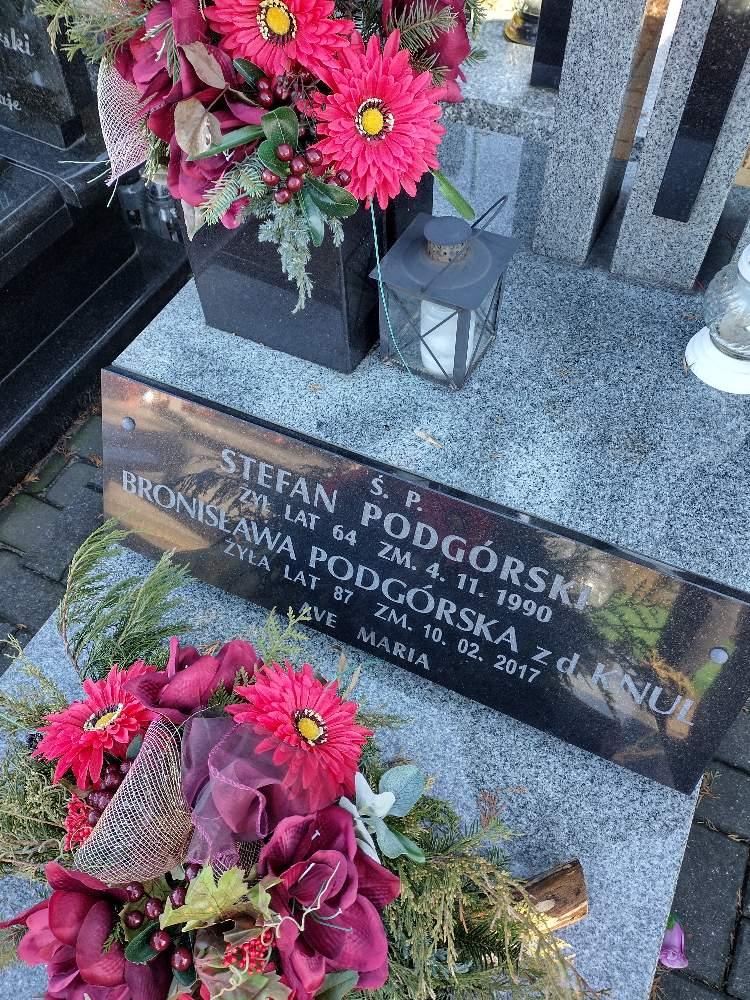 ski
Ś. P.
STEFAN PODGÓRSKI
ŻYŁ LAT 64 ZM. 4. 11. 1990
BRONISŁAWA PODGÓRSKA z d. KNUL
ŻYŁA LAT 87 ZM. 10. 02. 2017
AVE MARIA